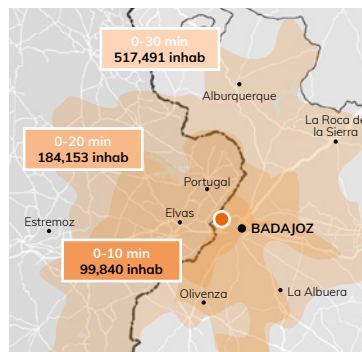 0-30 min
517,491 inhab
Alburquerque
La Roca de
la Sierra
0-20 min
184,153 inhab
Portugal
Elvas
Estremoz
BADAJOZ
0-10 min
99,840 inhab
Olivenza
La Albuera